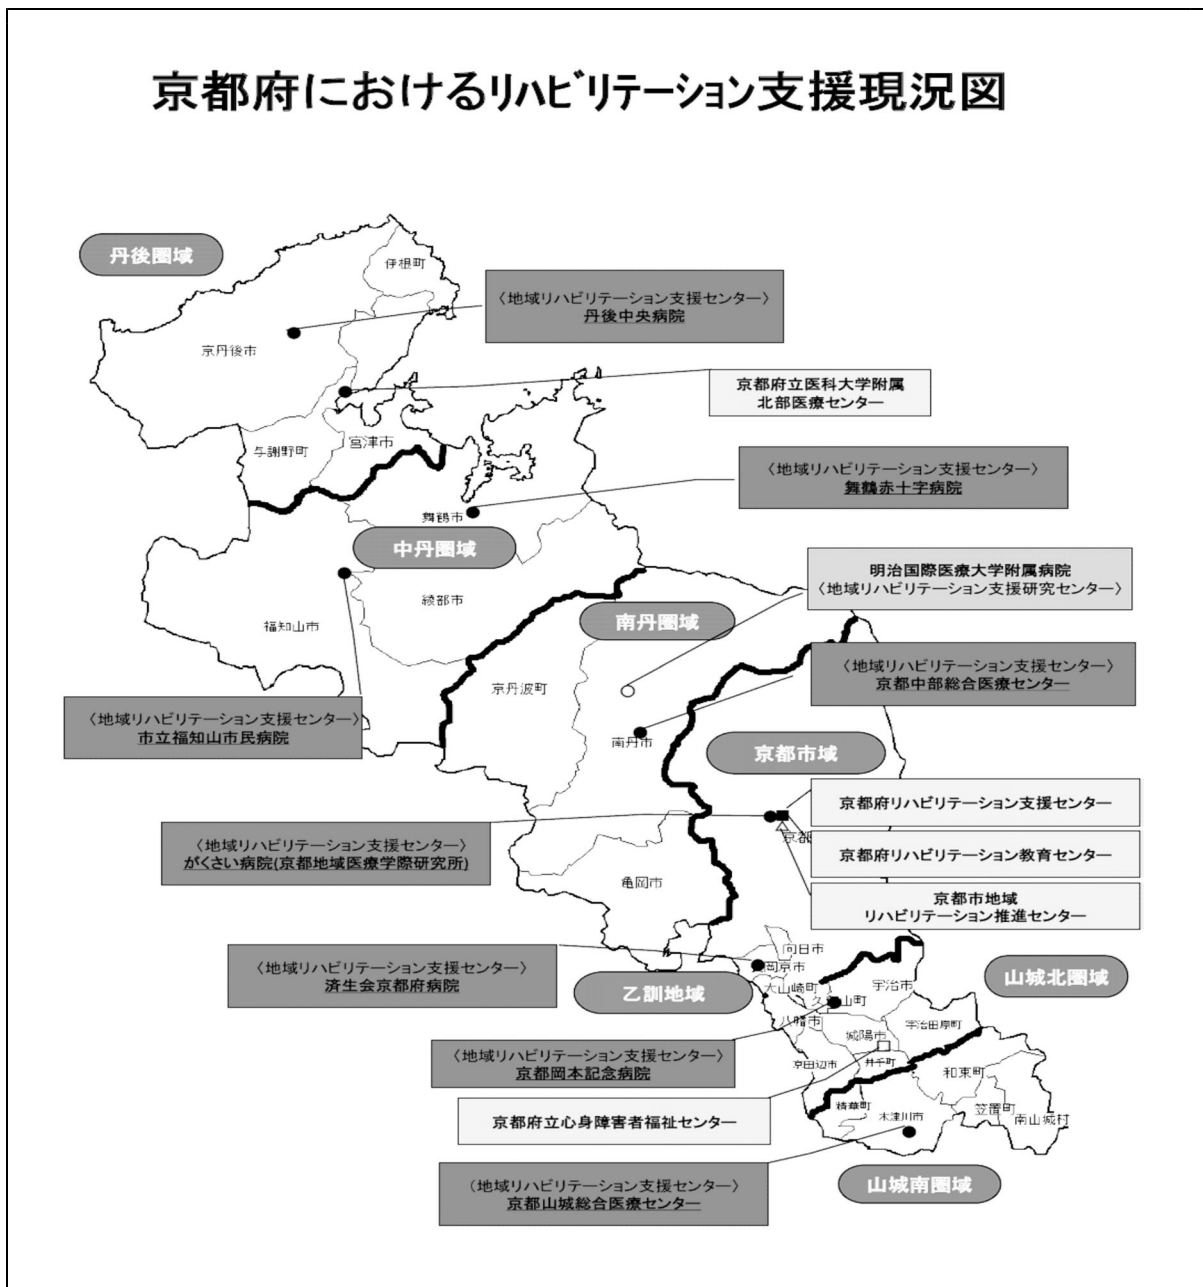 京都府におけるリハビリテーション支援現況図
丹後圏域
伊根町
〈地域リハビリテーション支援センター〉
丹後中央病院
京丹後市
京都府立医科大学附属
北部医療センター
与謝野町
宮津市
〈地域リハビリテーション支援センター〉
舞鶴赤十字病院
舞鶴市
中丹圏域
明治国際医療大学附属病院
〈地域リハビリテーション支援研究センター〉
綾部市
福知山市
南丹圏域
〈地域リハビリテーション支援センター〉
京都中部総合医療センター
京丹波町
〈地域リハビリテーション支援センター〉
市立福知山市民病院
南丹市
京都市域
京都府リハビリテーション支援センター
京都
〈地域リハビリテーション支援センター〉
がくさい病院(京都地域医療学際研究所)
京都府リハビリテーション教育センター
亀岡市
京都市地域
リハビリテーション推進センター
向日市
〈地域リハビリテーション支援センター〉
済生会京都府病院
岡京市
乙訓地域
大山崎町
宇治市
山城北圏域
八幡市
城陽市
宇治田原町
〈地域リハビリテーション支援センター〉
京都岡本記念病院
京田辺市
井手町
和束町
京都府立心身障害者福祉センター
精華町
木津川市
笠置町
南山城村
〈地域リハビリテーション支援センター〉
京都山城総合医療センター
山城南圏域